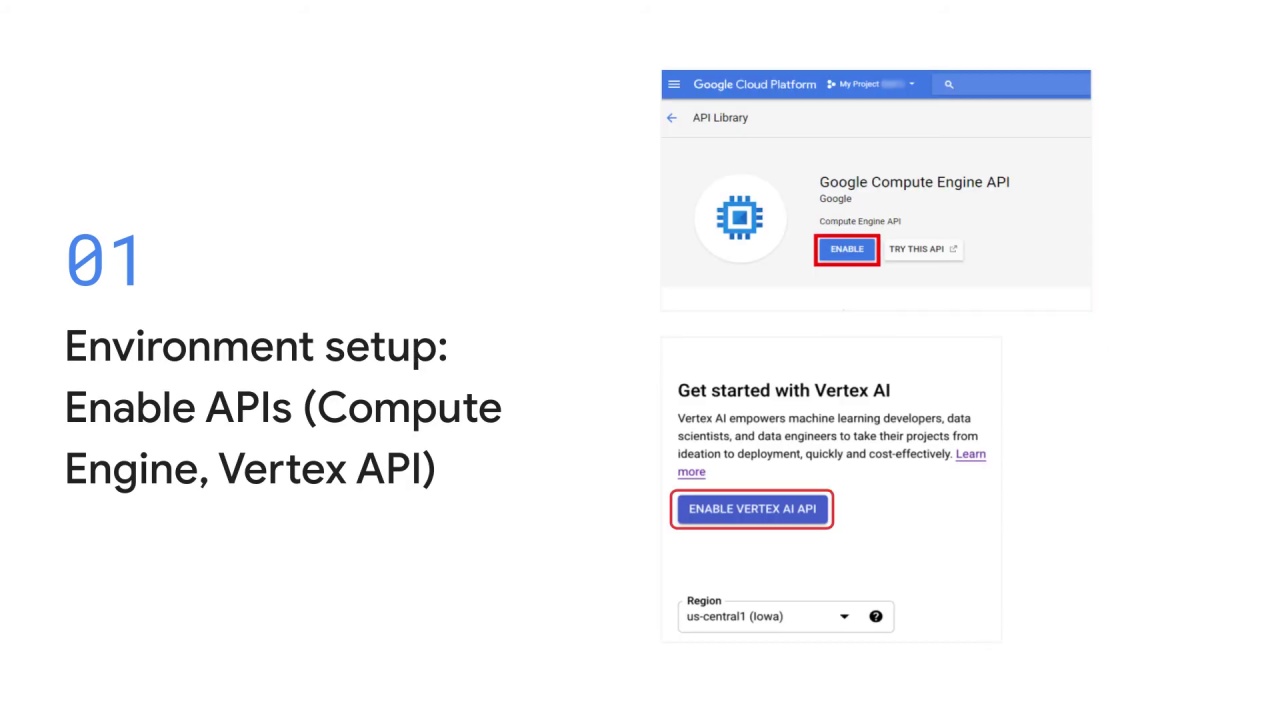 01
Environment setup:
Enable APIs (Compute
Engine, Vertex API)
Google Cloud Platform
My Project
API Library
Google Compute Engine API
Google
Compute Engine API
ENABLE
TRY THIS API
Get started with Vertex AI
Vertex AI empowers machine learning developers, data
scientists, and data engineers to take their projects from
ideation to deployment, quickly and cost-effectively. Learn
more
ENABLE VERTEX AI API
Region
us-central1 (Iowa)